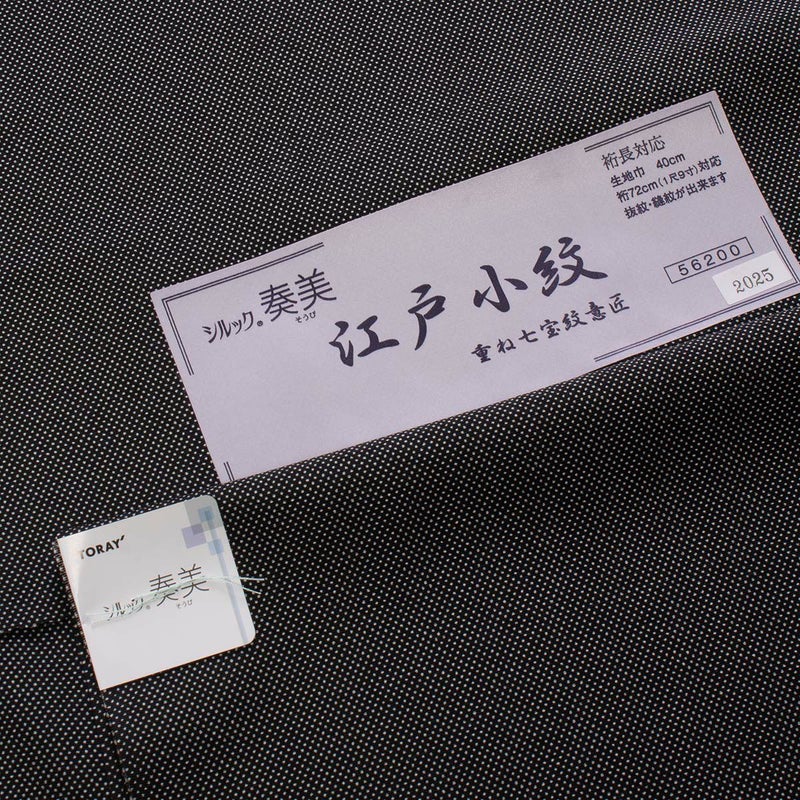 裄長対応
生地巾 40cm
裄72cm(1尺9寸)対応
抜紋・縫紋が出来ます
シルック®奏美
そうび
江戸小紋
重ね七宝紋意匠
56200
2025
TORAY
シルック®奏美
そうび